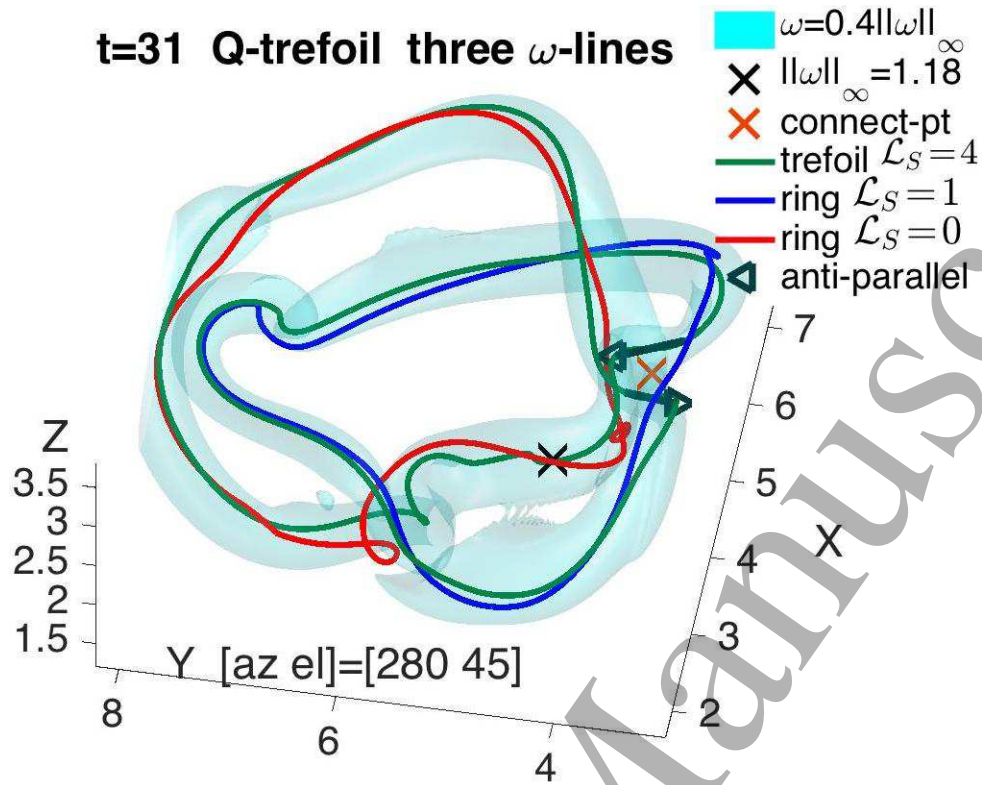 t=31 Q-trefoil three ω-lines
ω=0.4||ω||∞
||ω||∞=1.18
connect-pt
trefoil ℒS=4
ring ℒS=1
ring ℒS=0
anti-parallel
Z
3.5
3
2.5
2
1.5
7
6
5
4
3
2
X
Y [az el]=[280 45]
8
6
4
Manusc